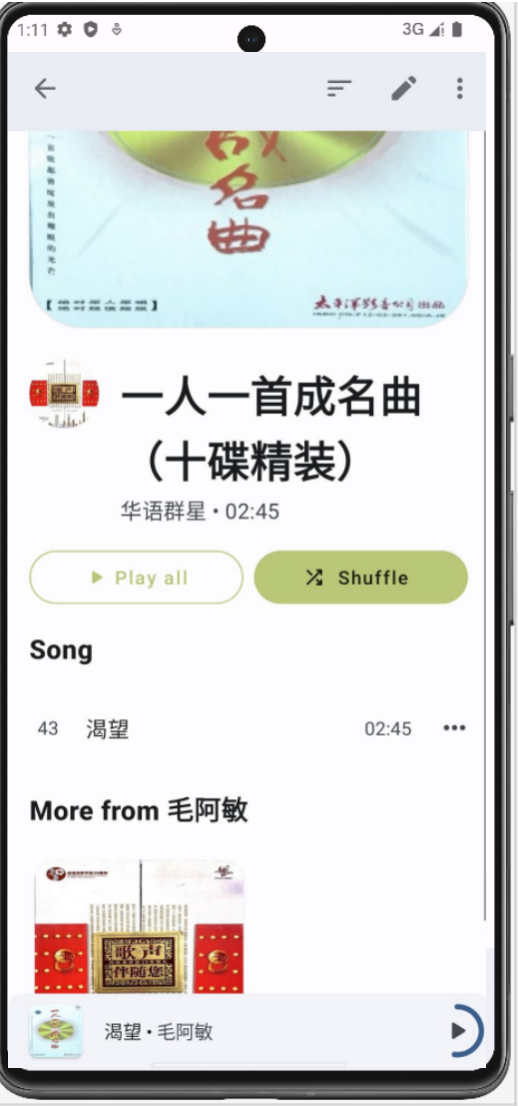 1:11
3G
名
曲
太平洋影音公司出品
一人一首成名曲
（十碟精装）
华语群星 • 02:45
Play all
Shuffle
Song
43 渴望 02:45
More from 毛阿敏
歌声
伴随您
渴望 • 毛阿敏